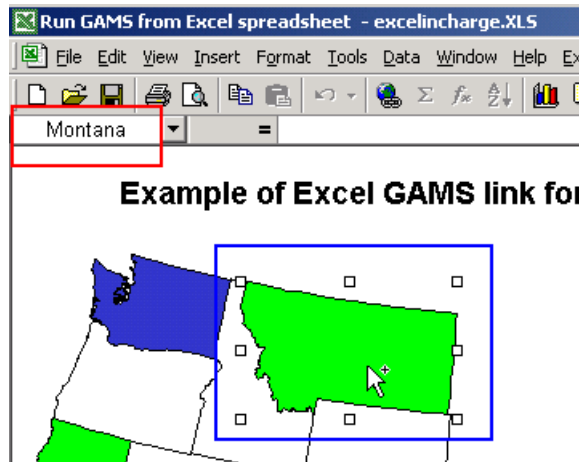 Run GAMS from Excel spreadsheet - excelincharge.XLS
File Edit View Insert Format Tools Data Window Help
Montana =
Example of Excel GAMS link